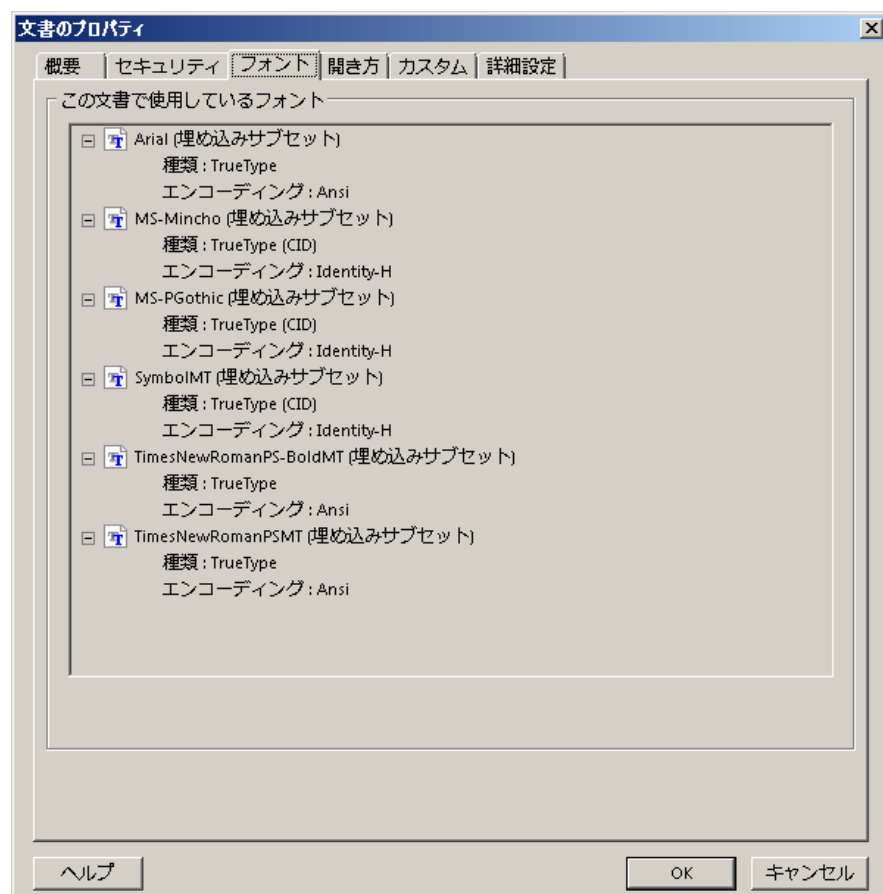 文書のプロパティ
概要 セキュリティ フォント 開き方 カスタム 詳細設定
この文書で使用しているフォント
Arial (埋め込みサブセット)
種類 : TrueType
エンコーディング : Ansi
MS-Mincho (埋め込みサブセット)
種類 : TrueType (CID)
エンコーディング : Identity-H
MS-PGothic (埋め込みサブセット)
種類 : TrueType (CID)
エンコーディング : Identity-H
SymbolMT (埋め込みサブセット)
種類 : TrueType (CID)
エンコーディング : Identity-H
TimesNewRomanPS-BoldMT (埋め込みサブセット)
種類 : TrueType
エンコーディング : Ansi
TimesNewRomanPSMT (埋め込みサブセット)
種類 : TrueType
エンコーディング : Ansi
ヘルプ OK キャンセル